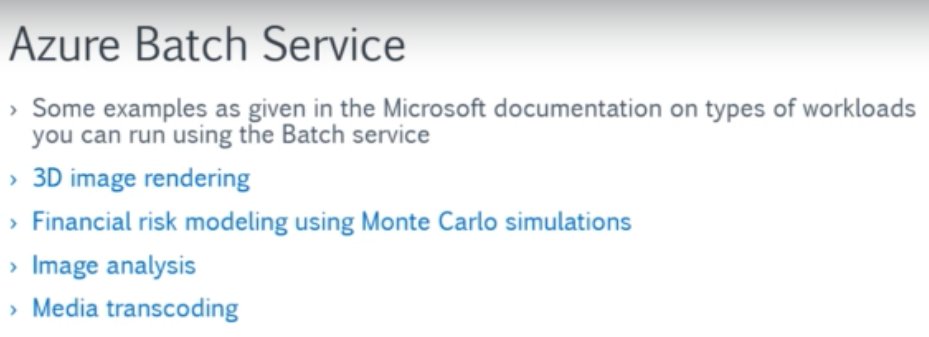 Azure Batch Service
› Some examples as given in the Microsoft documentation on types of workloads
you can run using the Batch service
› 3D image rendering
› Financial risk modeling using Monte Carlo simulations
› Image analysis
› Media transcoding